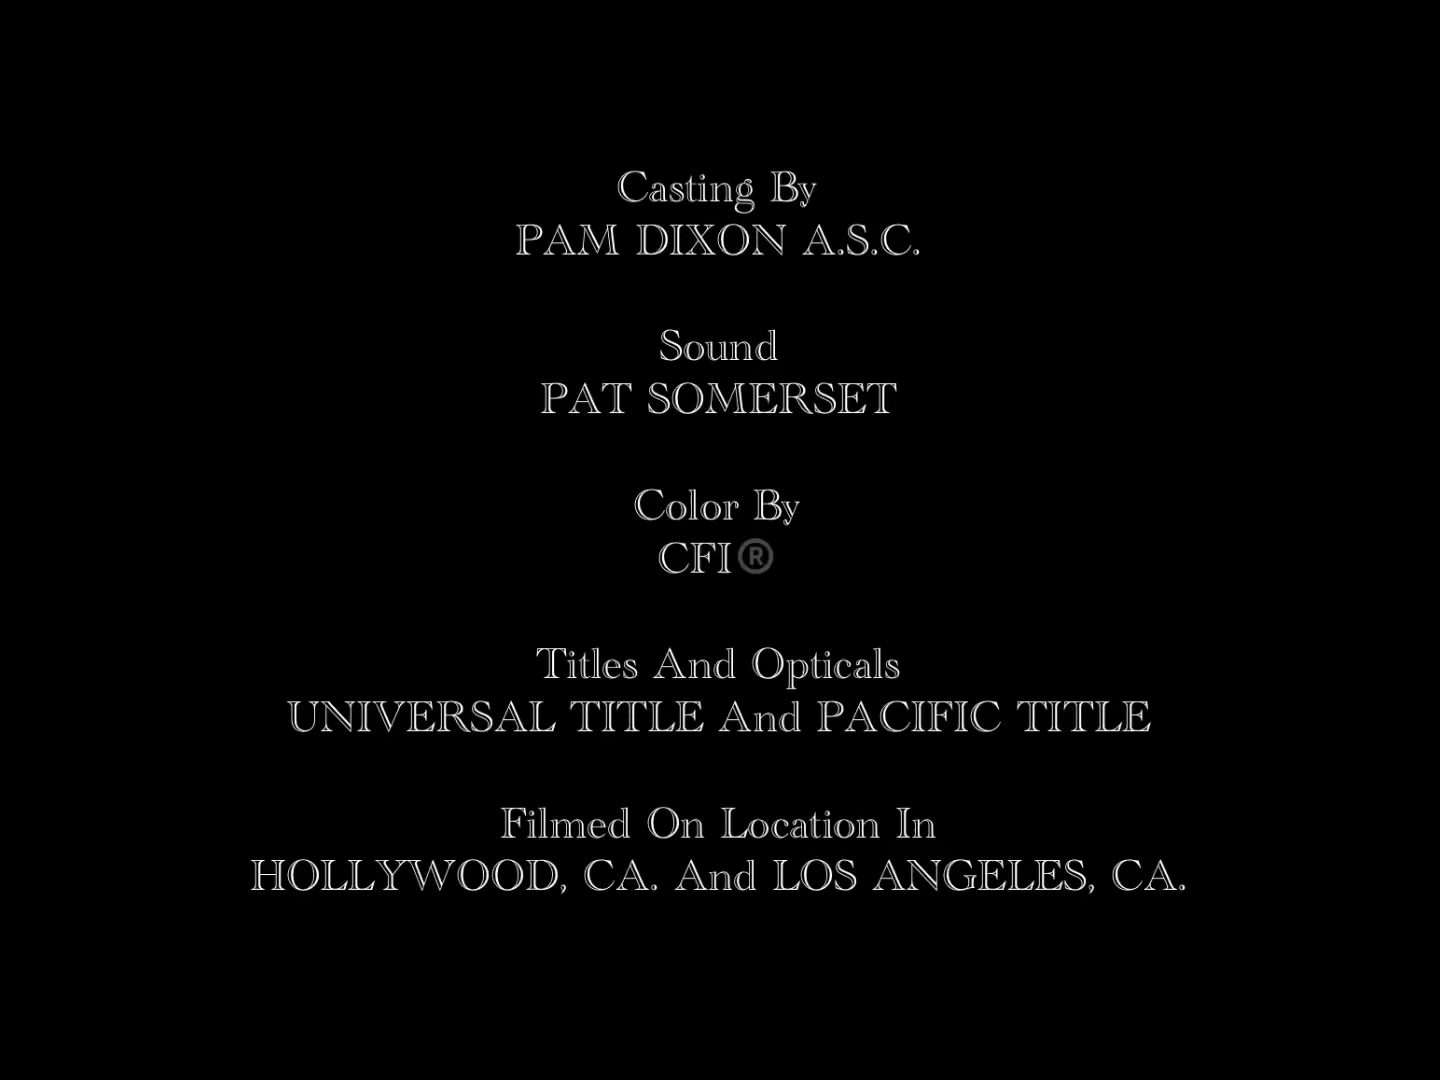 Casting By
PAM DIXON A.S.C.
Sound
PAT SOMERSET
Color By
CFI®
Titles And Opticals
UNIVERSAL TITLE And PACIFIC TITLE
Filmed On Location In
HOLLYWOOD, CA. And LOS ANGELES, CA.